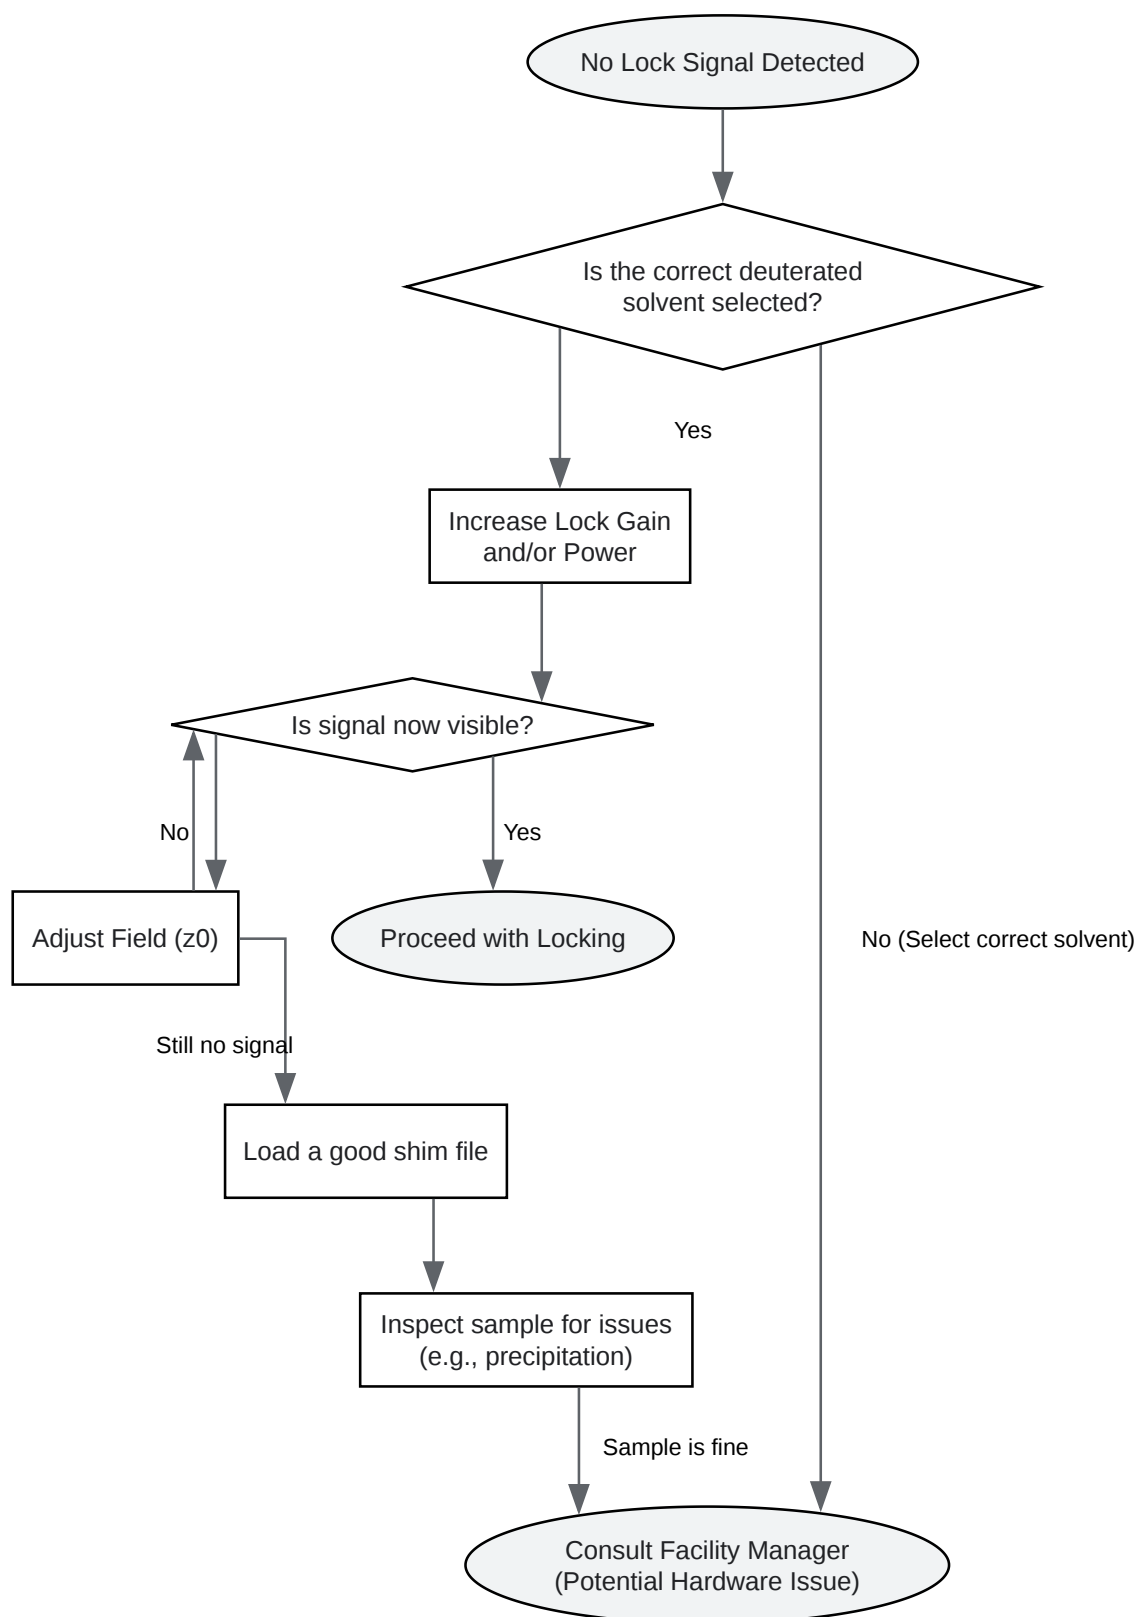 No Lock Signal Detected
Is the correct deuterated
solvent selected?
Yes
Increase Lock Gain
and/or Power
Is signal now visible?
No
Yes
Adjust Field (z0)
Proceed with Locking
No (Select correct solvent)
Still no signal
Load a good shim file
Inspect sample for issues
(e.g., precipitation)
Sample is fine
Consult Facility Manager
(Potential Hardware Issue)